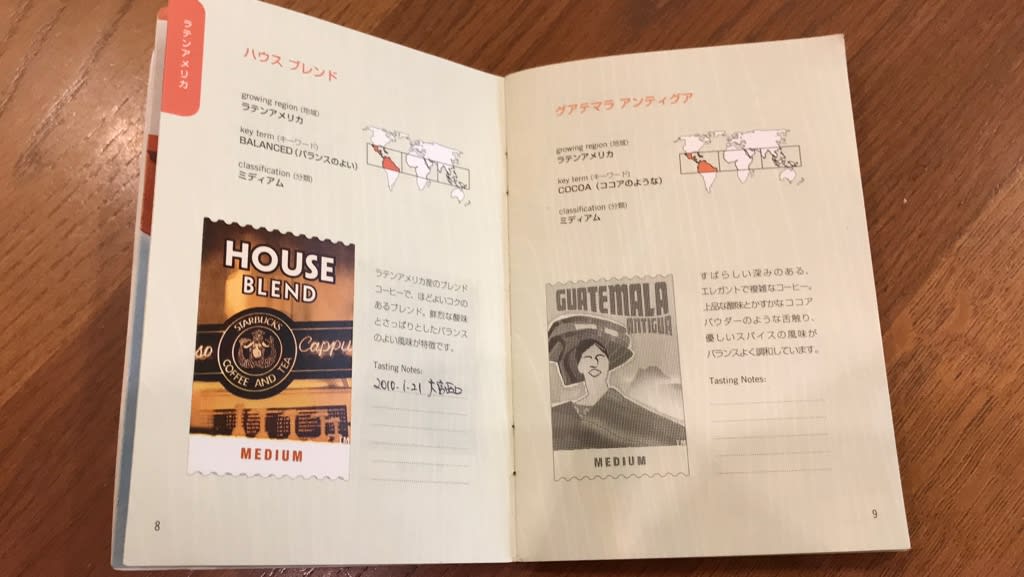 ラテンアメリカ
ハウス ブレンド
growing region (地域)
ラテンアメリカ
key term (キーワード)
BALANCED (バランスのよい)
classification (分類)
ミディアム
HOUSE
BLEND
STARBUCKS
COFFEE AND TEA
so
Cappu
MEDIUM
ラテンアメリカ産のブレンド
コーヒーで、ほどよいコクの
あるブレンド。鮮烈な酸味
とさっぱりとしたバランス
のよい風味が特徴です。
Tasting Notes:
2010.1.21
8
グアテマラ アンティグア
growing region (地域)
ラテンアメリカ
key term (キーワード)
COCOA (ココアのような)
classification (分類)
ミディアム
GUATEMALA
ANTIGUA
MEDIUM
すばらしい深みのある、
エレガントで複雑なコーヒー。
上品な酸味とかすかなココア
パウダーのような舌触り、
優しいスパイスの風味が
バランスよく調和しています。
Tasting Notes:
9